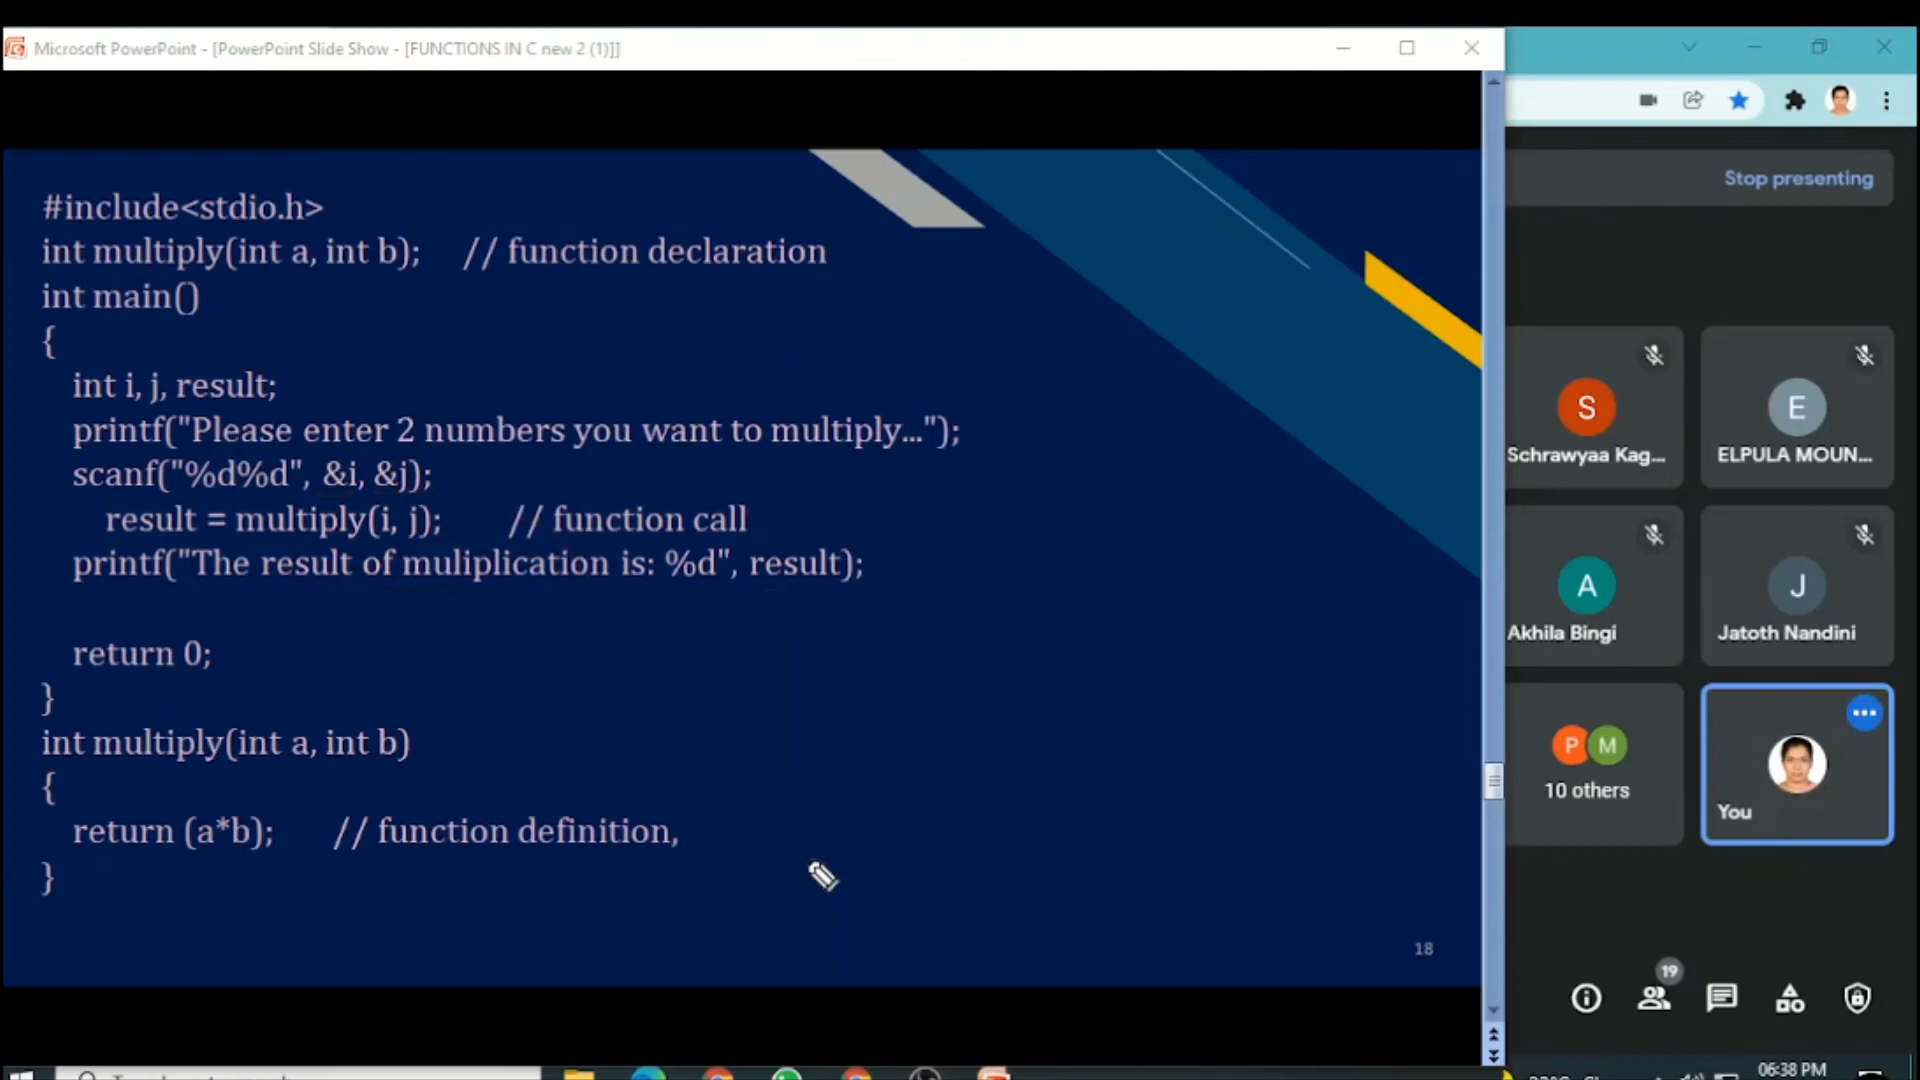 Microsoft PowerPoint - [PowerPoint Slide Show - [FUNCTIONS IN C new 2 (1)]]
Stop presenting
#include<stdio.h>
int multiply(int a, int b);    // function declaration
int main()
{
int i, j, result;
printf("Please enter 2 numbers you want to multiply...");
scanf("%d%d", &i, &j);
result = multiply(i, j);    // function call
printf("The result of muliplication is: %d", result);
return 0;
}
int multiply(int a, int b)
{
return (a*b);    // function definition,
}
18
S
Schrawyaa Kag...
E
ELPULA MOUN...
A
Akhila Bingi
J
Jatoth Nandini
P M
10 others
You
19
06:38 PM